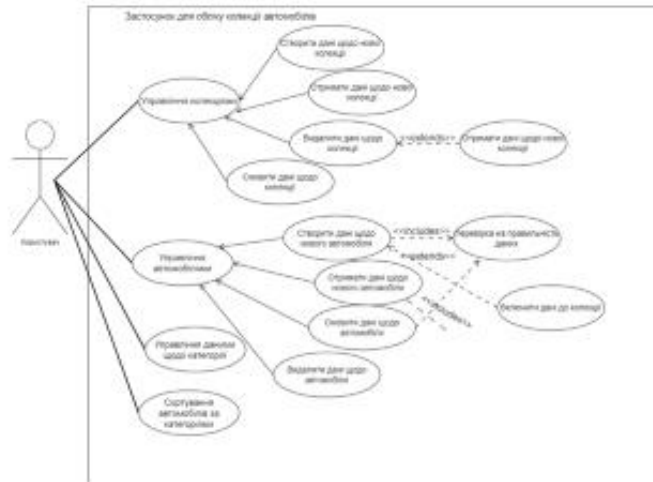 Застосунок для обліку колекції автомобілів
Створити дані щодо нової
колекції
Управління колекцією
Отримати дані щодо нової
колекції
Видалити дані щодо
колекції
<<extends>>
Отримати дані щодо нової
колекції
Оновити дані щодо
колекції
Користувач
Створити дані щодо
нового автомобіля
<<includes>>
Перевірка на правильність
даних
Управління
автомобілями
<<extends>>
Отримати дані щодо
нового автомобіля
<<includes>>
Включити дані до колекції
Оновити дані щодо
автомобіля
Управління даними
щодо категорії
Видалити дані щодо
автомобіля
Сортування
автомобілів за
категоріями